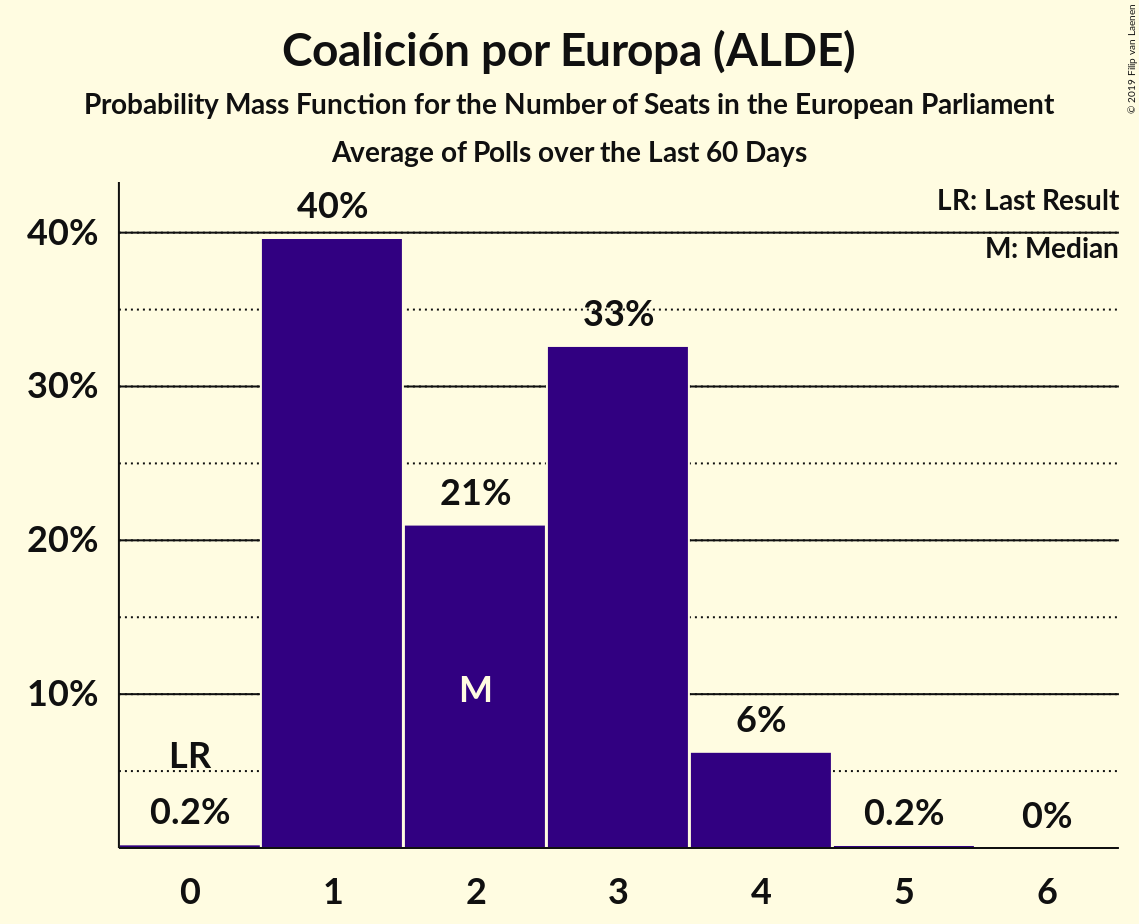 Coalición por Europa (ALDE)
Probability Mass Function for the Number of Seats in the European Parliament
Average of Polls over the Last 60 Days
© 2019 Filip van Laenen
LR: Last Result
M: Median
40%
30%
20%
10%
LR
0.2%
40%
21%
M
33%
6%
0.2%
0%
0 1 2 3 4 5 6